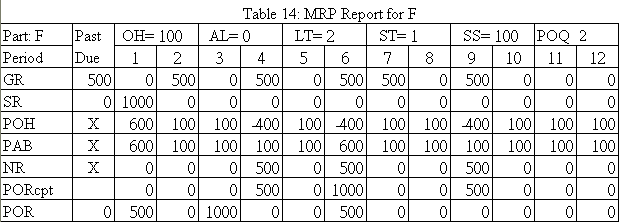 Table 14: MRP Report for F
Part: F Past OH= 100 AL= 0 LT= 2 ST= 1 SS= 100 POQ 2
Period Due 1 2 3 4 5 6 7 8 9 10 11 12
GR 500 0 500 0 500 0 500 500 0 500 0 0 0
SR 0 1000 0 0 0 0 0 0 0 0 0 0 0
POH X 600 100 100 -400 100 -400 100 100 -400 100 100 100
PAB X 600 100 100 100 100 600 100 100 100 100 100 100
NR X 0 0 0 500 0 500 0 0 500 0 0 0
PORcpt 0 0 0 500 0 1000 0 0 500 0 0 0
POR 0 500 0 1000 0 0 500 0 0 0 0 0 0